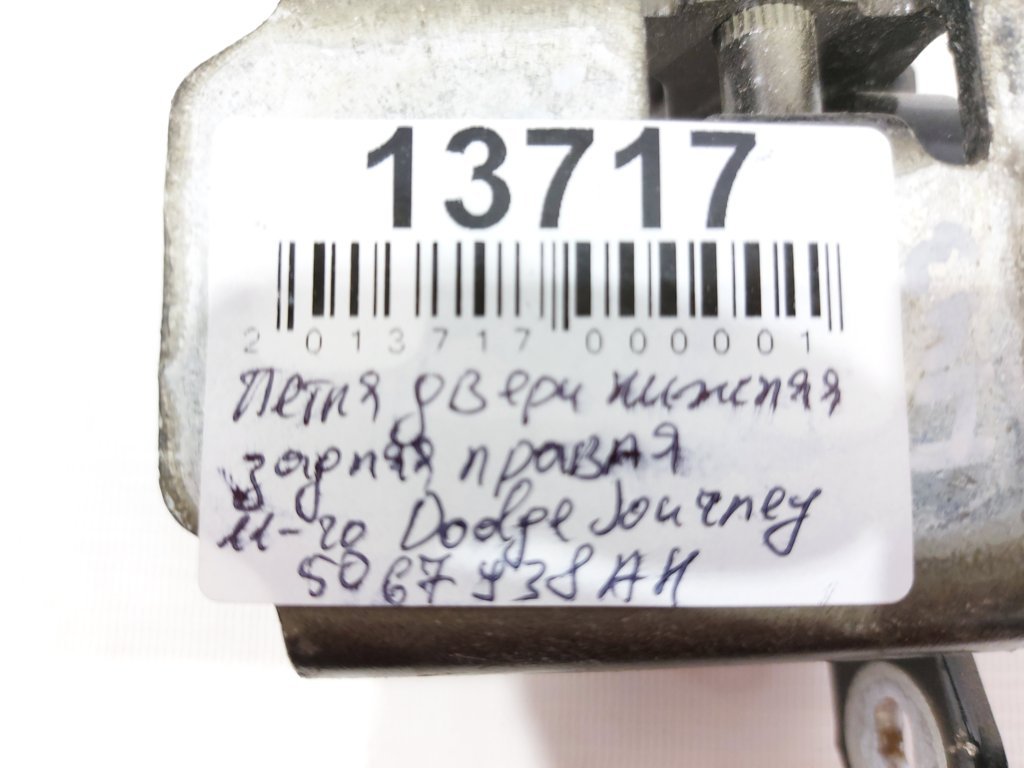 13717
2 013717 000001
Петля двери нижняя
задняя правая
11-20 Dodge Journey
5067938AH